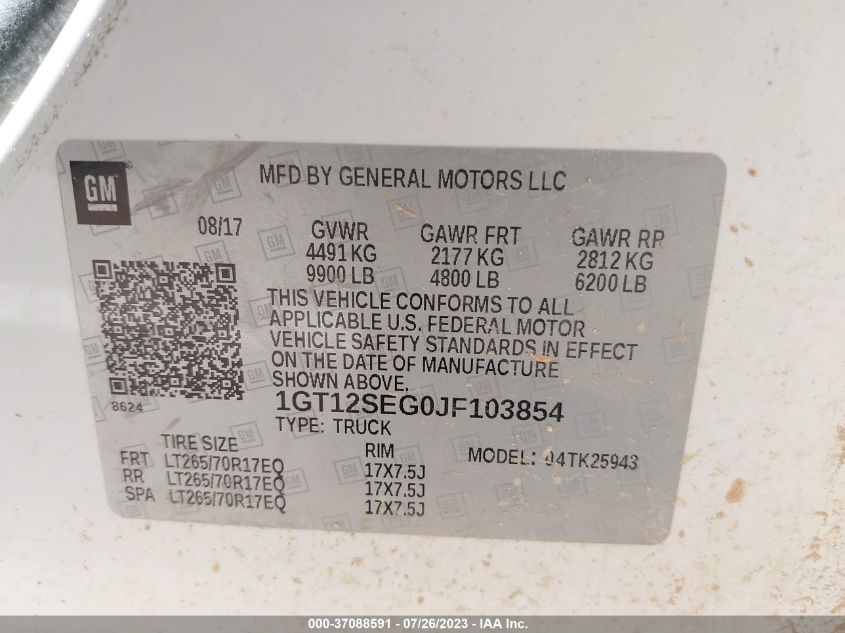 GM
MFD BY GENERAL MOTORS LLC
08/17
GVWR GAWR FRT GAWR RR
4491 KG 2177 KG 2812 KG
9900 LB 4800 LB 6200 LB
THIS VEHICLE CONFORMS TO ALL
APPLICABLE U.S. FEDERAL MOTOR
VEHICLE SAFETY STANDARDS IN EFFECT
ON THE DATE OF MANUFACTURE
SHOWN ABOVE.
8624
1GT12SEG0JF103854
TYPE: TRUCK
TIRE SIZE RIM MODEL: 04TK25943
FRT LT265/70R17EQ 17X7.5J
RR LT265/70R17EQ 17X7.5J
SPA LT265/70R17EQ 17X7.5J
000-37088591 - 07/26/2023 - IAA Inc.